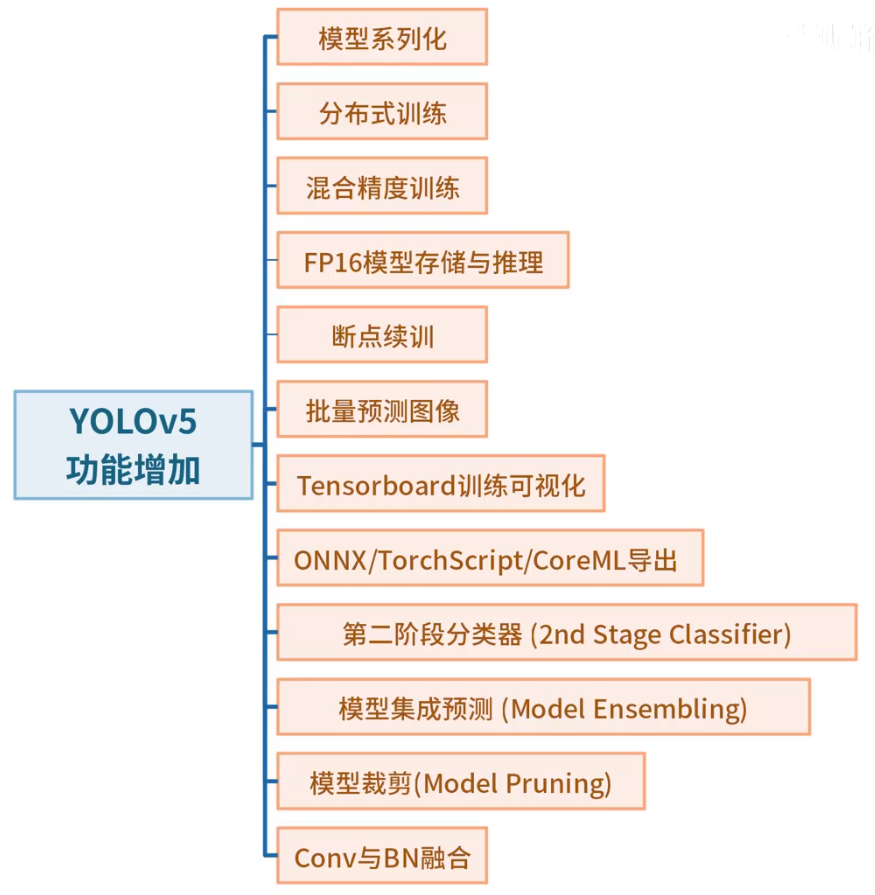 模型系列化
分布式训练
混合精度训练
FP16模型存储与推理
断点续训
YOLOv5
功能增加
批量预测图像
Tensorboard训练可视化
ONNX/TorchScript/CoreML导出
第二阶段分类器 (2nd Stage Classifier)
模型集成预测 (Model Ensembling)
模型裁剪(Model Pruning)
Conv与BN融合